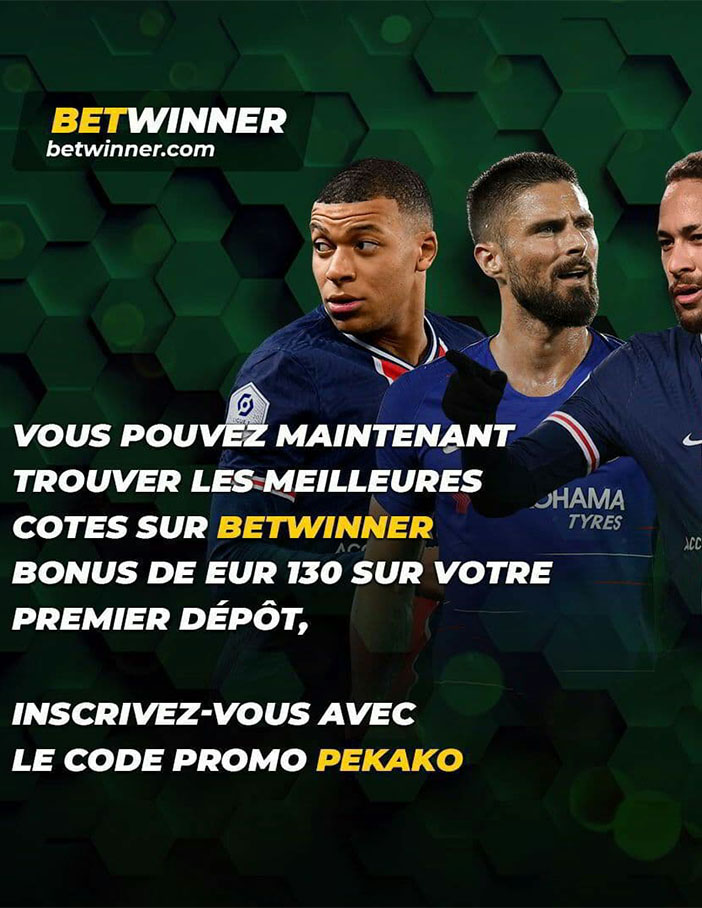 BETWINNER
betwinner.com
VOUS POUVEZ MAINTENANT
TROUVER LES MEILLEURES
COTES SUR BETWINNER
BONUS DE EUR 130 SUR VOTRE
PREMIER DÉPÔT,
INSCRIVEZ-VOUS AVEC
LE CODE PROMO PEKAKO
TYRES